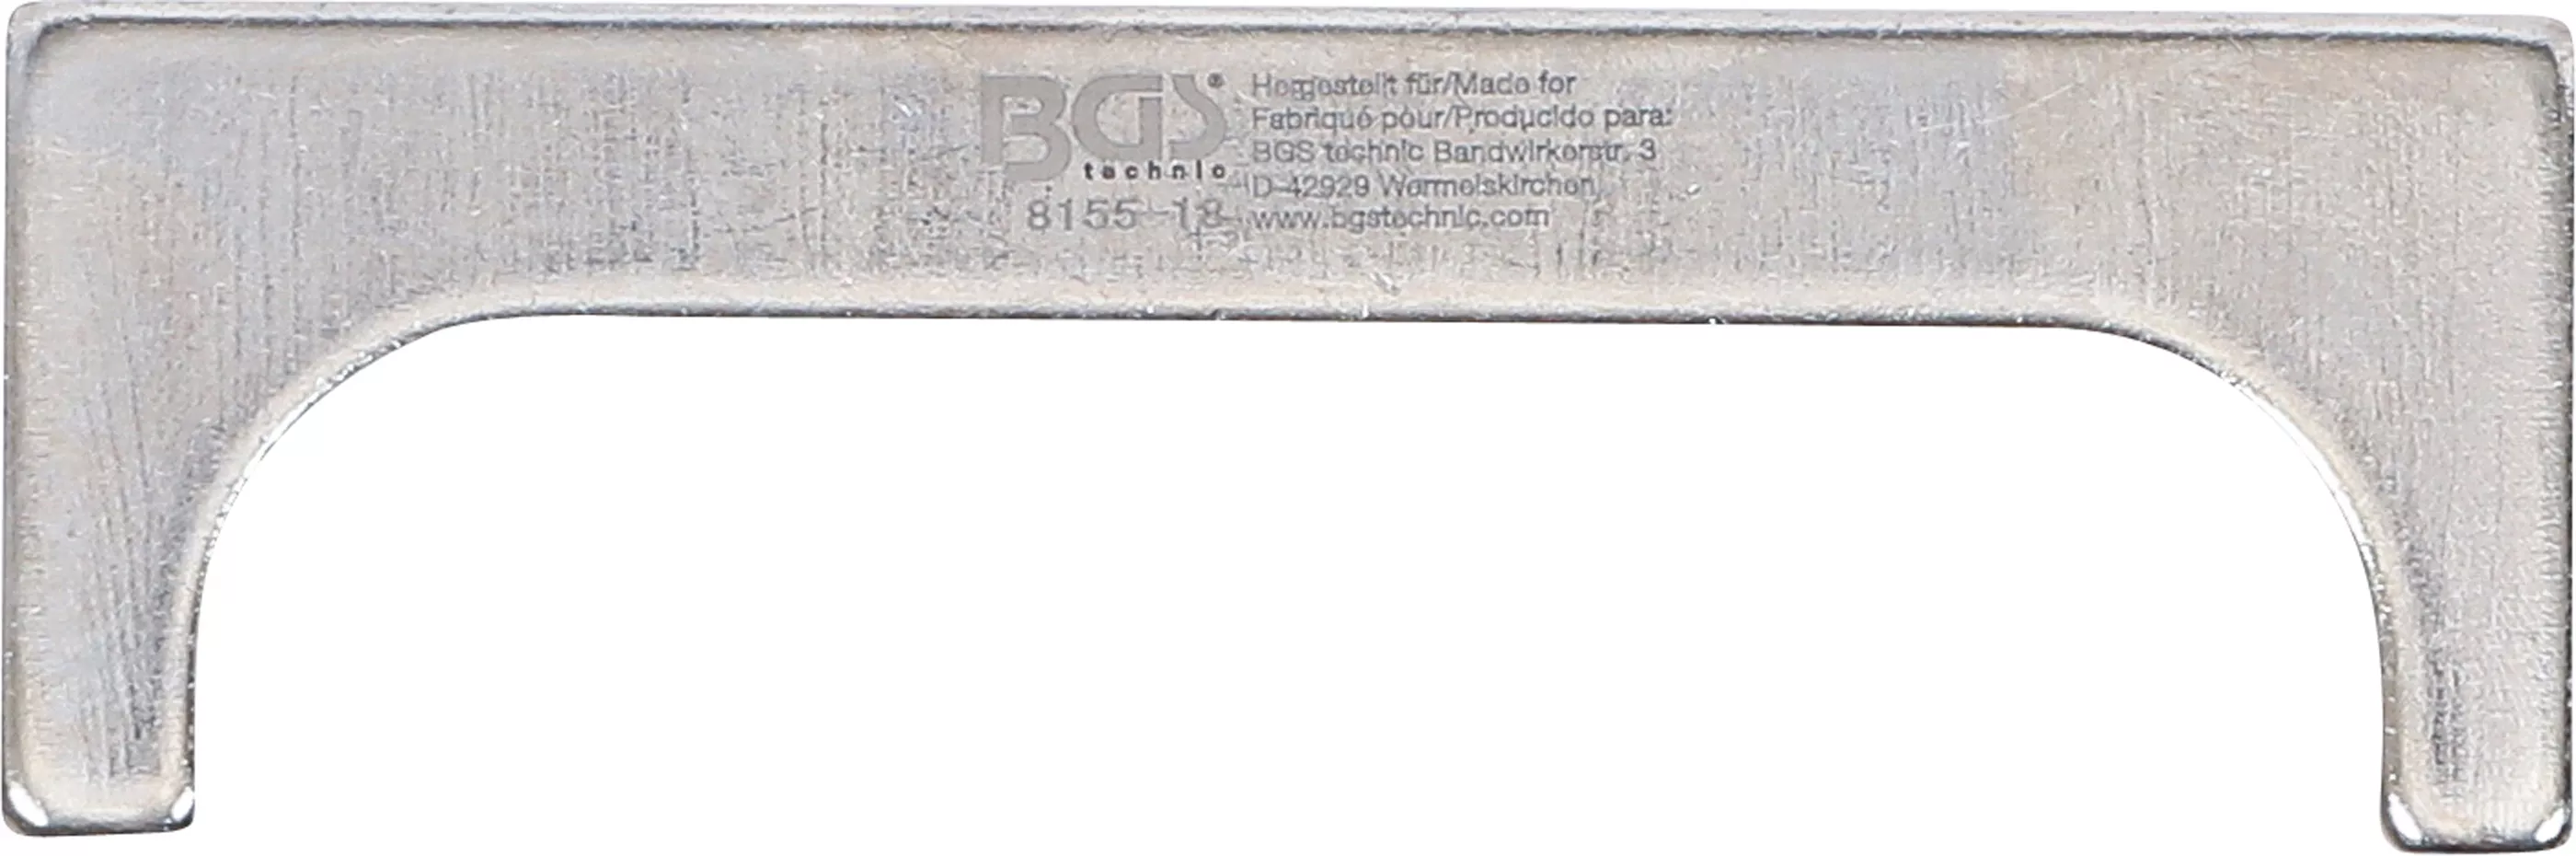 BGS®
technic
8155-18
Hergestellt für/Made for
Fabriqué pour/Producido para:
BGS technic Bandwirkerstr. 3
D-42929 Wermelskirchen
www.bgstechnic.com